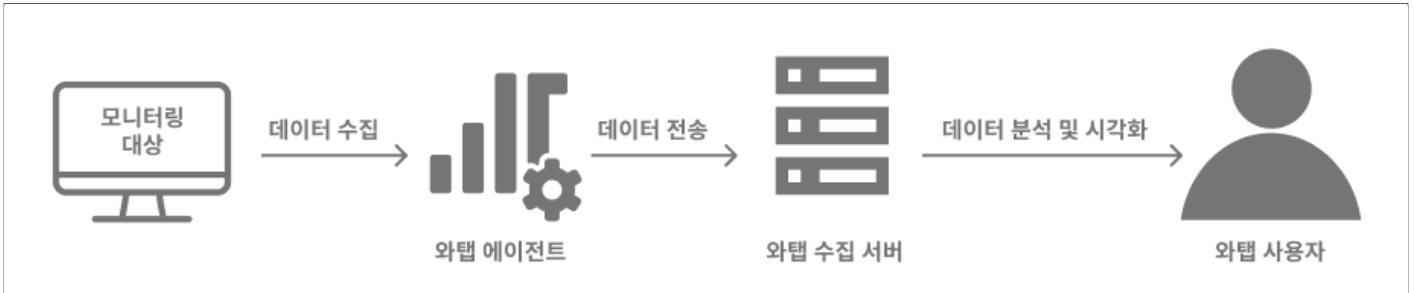 모니터링
대상
데이터 수집
와탭 에이전트
데이터 전송
와탭 수집 서버
데이터 분석 및 시각화
와탭 사용자